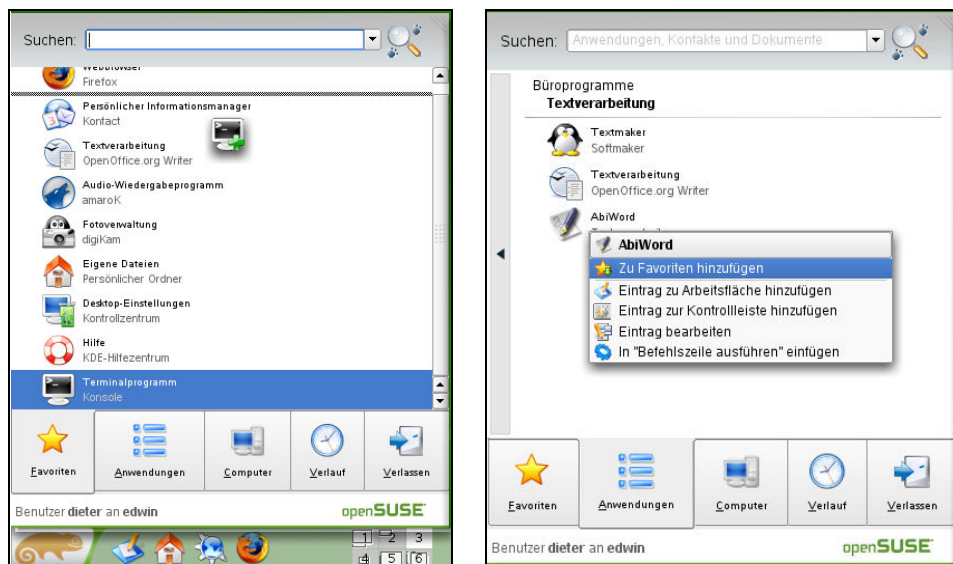 Suchen:
Webbrowser
Firefox
Persönlicher Informationsmanager
Kontact
Textverarbeitung
OpenOffice.org Writer
Audio-Wiedergabeprogramm
amaroK
Fotoverwaltung
digiKam
Eigene Dateien
Persönlicher Ordner
Desktop-Einstellungen
Kontrollzentrum
Hilfe
KDE-Hilfezentrum
Terminalprogramm
Konsole
Favoriten Anwendungen Computer Verlauf Verlassen
Benutzer dieter an edwin openSUSE
1 2 3
4 5 6
Suchen: Anwendungen, Kontakte und Dokumente
Büroprogramme
Textverarbeitung
Textmaker
Softmaker
Textverarbeitung
OpenOffice.org Writer
AbiWord
AbiWord
Zu Favoriten hinzufügen
Eintrag zu Arbeitsfläche hinzufügen
Eintrag zur Kontrollleiste hinzufügen
Eintrag bearbeiten
In "Befehlszeile ausführen" einfügen
Favoriten Anwendungen Computer Verlauf Verlassen
Benutzer dieter an edwin openSUSE